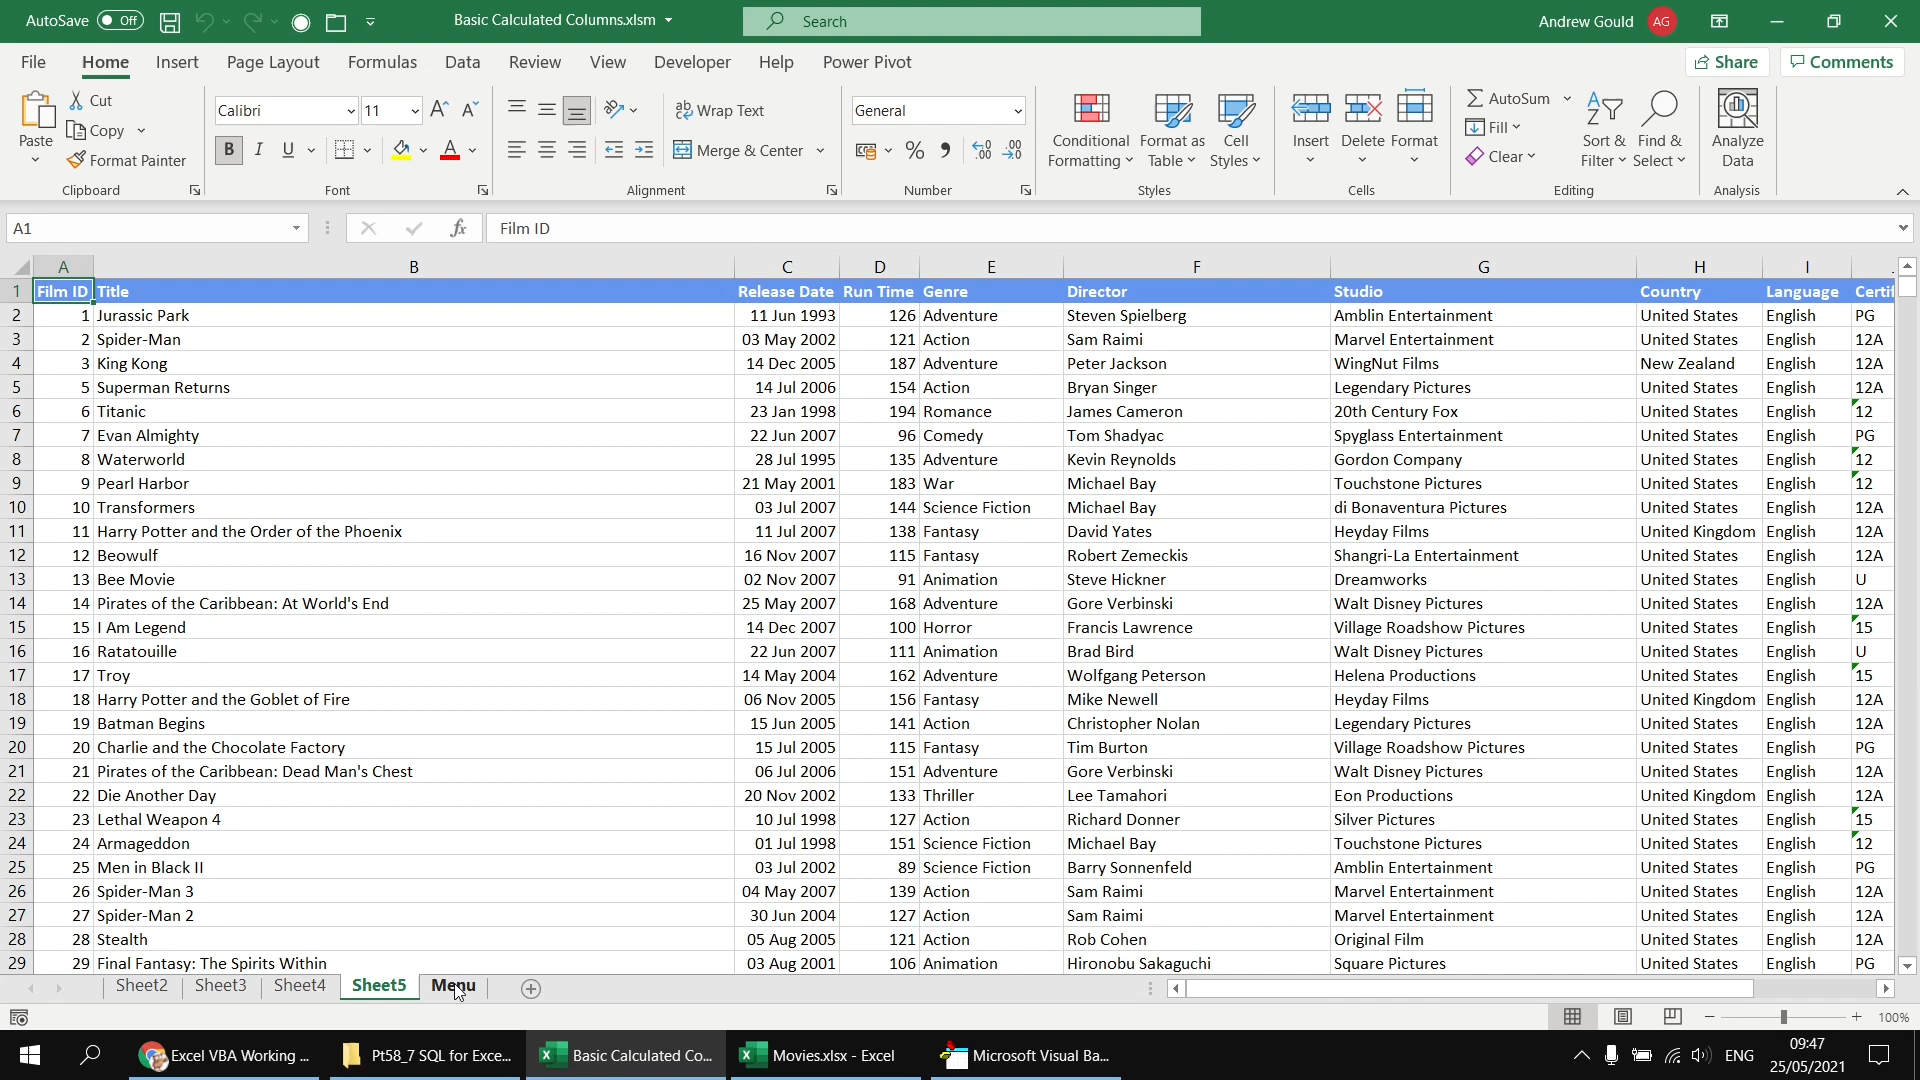 AutoSave Off Basic Calculated Columns.xlsm Search Andrew Gould AG
File Home Insert Page Layout Formulas Data Review View Developer Help Power Pivot Share Comments
Paste Cut Copy Format Painter Clipboard
Calibri 11 B I U A Font
ab Wrap Text Merge & Center Alignment
General % Number
Conditional Formatting Format as Table Cell Styles Styles
Insert Delete Format Cells
AutoSum Fill Clear Sort & Filter Find & Select Editing
Analyze Data Analysis
A1 fx Film ID
A B C D E F G H I
1 Film ID Title Release Date Run Time Genre Director Studio Country Language Certif
2 1 Jurassic Park 11 Jun 1993 126 Adventure Steven Spielberg Amblin Entertainment United States English PG
3 2 Spider-Man 03 May 2002 121 Action Sam Raimi Marvel Entertainment United States English 12A
4 3 King Kong 14 Dec 2005 187 Adventure Peter Jackson WingNut Films New Zealand English 12A
5 5 Superman Returns 14 Jul 2006 154 Action Bryan Singer Legendary Pictures United States English 12A
6 6 Titanic 23 Jan 1998 194 Romance James Cameron 20th Century Fox United States English 12
7 7 Evan Almighty 22 Jun 2007 96 Comedy Tom Shadyac Spyglass Entertainment United States English PG
8 8 Waterworld 28 Jul 1995 135 Adventure Kevin Reynolds Gordon Company United States English 12
9 9 Pearl Harbor 21 May 2001 183 War Michael Bay Touchstone Pictures United States English 12
10 10 Transformers 03 Jul 2007 144 Science Fiction Michael Bay di Bonaventura Pictures United States English 12A
11 11 Harry Potter and the Order of the Phoenix 11 Jul 2007 138 Fantasy David Yates Heyday Films United Kingdom English 12A
12 12 Beowulf 16 Nov 2007 115 Fantasy Robert Zemeckis Shangri-La Entertainment United States English 12A
13 13 Bee Movie 02 Nov 2007 91 Animation Steve Hickner Dreamworks United States English U
14 14 Pirates of the Caribbean: At World's End 25 May 2007 168 Adventure Gore Verbinski Walt Disney Pictures United States English 12A
15 15 I Am Legend 14 Dec 2007 100 Horror Francis Lawrence Village Roadshow Pictures United States English 15
16 16 Ratatouille 22 Jun 2007 111 Animation Brad Bird Walt Disney Pictures United States English U
17 17 Troy 14 May 2004 162 Adventure Wolfgang Peterson Helena Productions United States English 15
18 18 Harry Potter and the Goblet of Fire 06 Nov 2005 156 Fantasy Mike Newell Heyday Films United Kingdom English 12A
19 19 Batman Begins 15 Jun 2005 141 Action Christopher Nolan Legendary Pictures United States English 12A
20 20 Charlie and the Chocolate Factory 15 Jul 2005 115 Fantasy Tim Burton Village Roadshow Pictures United States English PG
21 21 Pirates of the Caribbean: Dead Man's Chest 06 Jul 2006 151 Adventure Gore Verbinski Walt Disney Pictures United States English 12A
22 22 Die Another Day 20 Nov 2002 133 Thriller Lee Tamahori Eon Productions United Kingdom English 12A
23 23 Lethal Weapon 4 10 Jul 1998 127 Action Richard Donner Silver Pictures United States English 15
24 24 Armageddon 01 Jul 1998 151 Science Fiction Michael Bay Touchstone Pictures United States English 12
25 25 Men in Black II 03 Jul 2002 89 Science Fiction Barry Sonnenfeld Amblin Entertainment United States English PG
26 26 Spider-Man 3 04 May 2007 139 Action Sam Raimi Marvel Entertainment United States English 12A
27 27 Spider-Man 2 30 Jun 2004 127 Action Sam Raimi Marvel Entertainment United States English 12A
28 28 Stealth 05 Aug 2005 121 Action Rob Cohen Original Film United States English 12A
29 29 Final Fantasy: The Spirits Within 03 Aug 2001 106 Animation Hironobu Sakaguchi Square Pictures United States English PG
Sheet2 Sheet3 Sheet4 Sheet5 Menu
100%
Excel VBA Working ... Pt58_7 SQL for Exce... Basic Calculated Co... Movies.xlsx - Excel Microsoft Visual Ba... ENG 09:47
25/05/2021